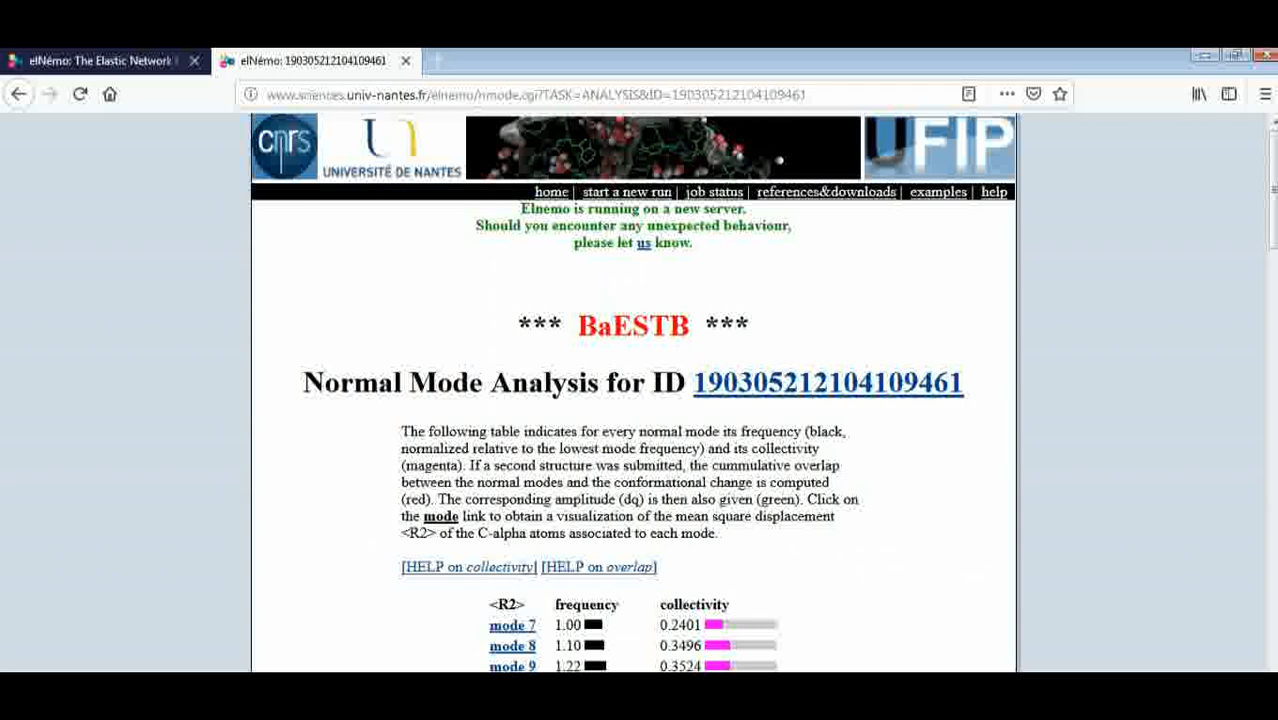 elNémo: The Elastic Network
elNémo: 190305212104109461
www.sciences.univ-nantes.fr/elnemo/nmode.cgi?TASK=ANALYSIS&ID=190305212104109461
cnrs
UNIVERSITÉ DE NANTES
UFIP
home | start a new run | job status | references&downloads | examples | help
Elnemo is running on a new server.
Should you encounter any unexpected behaviour,
please let us know.
*** BaESTB ***
Normal Mode Analysis for ID 190305212104109461
The following table indicates for every normal mode its frequency (black,
normalized relative to the lowest mode frequency) and its collectivity
(magenta). If a second structure was submitted, the cummulative overlap
between the normal modes and the conformational change is computed
(red). The corresponding amplitude (dq) is then also given (green). Click on
the mode link to obtain a visualization of the mean square displacement
<R2> of the C-alpha atoms associated to each mode.
[HELP on collectivity] [HELP on overlap]
<R2> frequency collectivity
mode 7 1.00 0.2401
mode 8 1.10 0.3496
mode 9 1.22 0.3524